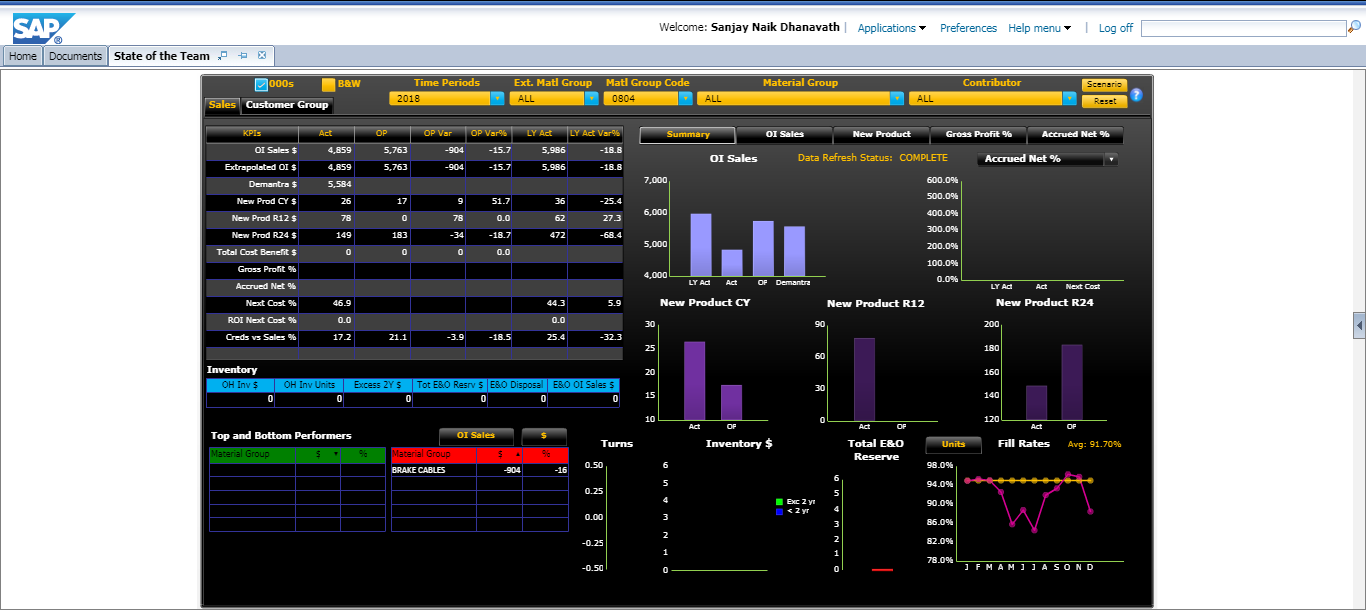 SAP®
Welcome: Sanjay Naik Dhanavath | Applications Preferences Help menu | Log off
Home Documents State of the Team
000s B&W Time Periods Ext. Matl Group Matl Group Code Material Group Contributor Scenario
2018 ALL 0804 ALL ALL Reset ?
Sales Customer Group
KPIs Act OP OP Var OP Var% LY Act LY Act Var%
OI Sales $ 4,859 5,763 -904 -15.7 5,986 -18.8
Extrapolated OI $ 4,859 5,763 -904 -15.7 5,986 -18.8
Demantra $ 5,584
New Prod CY $ 26 17 9 51.7 36 -25.4
New Prod R12 $ 78 0 78 0.0 62 27.3
New Prod R24 $ 149 183 -34 -18.7 472 -68.4
Total Cost Benefit $ 0 0 0 0.0
Gross Profit %
Accrued Net %
Next Cost % 46.9 44.3 5.9
ROI Next Cost % 0.0 0.0
Creds vs Sales % 17.2 21.1 -3.9 -18.5 25.4 -32.3
Inventory
OH Inv $ OH Inv Units Excess 2Y $ Tot E&O Resrv $ E&O Disposal E&O OI Sales $
0 0 0 0 0 0
Top and Bottom Performers OI Sales $
Material Group $ % Material Group $ %
BRAKE CABLES -904 -16
Summary OI Sales New Product Gross Profit % Accrued Net %
OI Sales Data Refresh Status: COMPLETE Accrued Net %
7,000
6,000
5,000
4,000
LY Act Act OP Demantra
600.0%
500.0%
400.0%
300.0%
200.0%
100.0%
0.0%
LY Act Act Next Cost
New Product CY
30
25
20
15
10
Act OP
New Product R12
90
60
30
0
Act OP
New Product R24
200
180
160
140
120
Act OP
Turns
0.50
0.25
0.00
-0.25
-0.50
Inventory $
6
5
4
3
2
1
0
Exc 2 yr
< 2 yr
Total E&O
Reserve
6
5
4
3
2
1
0
Units Fill Rates Avg: 91.70%
98.0%
94.0%
90.0%
86.0%
82.0%
78.0%
J F M A M J J A S O N D